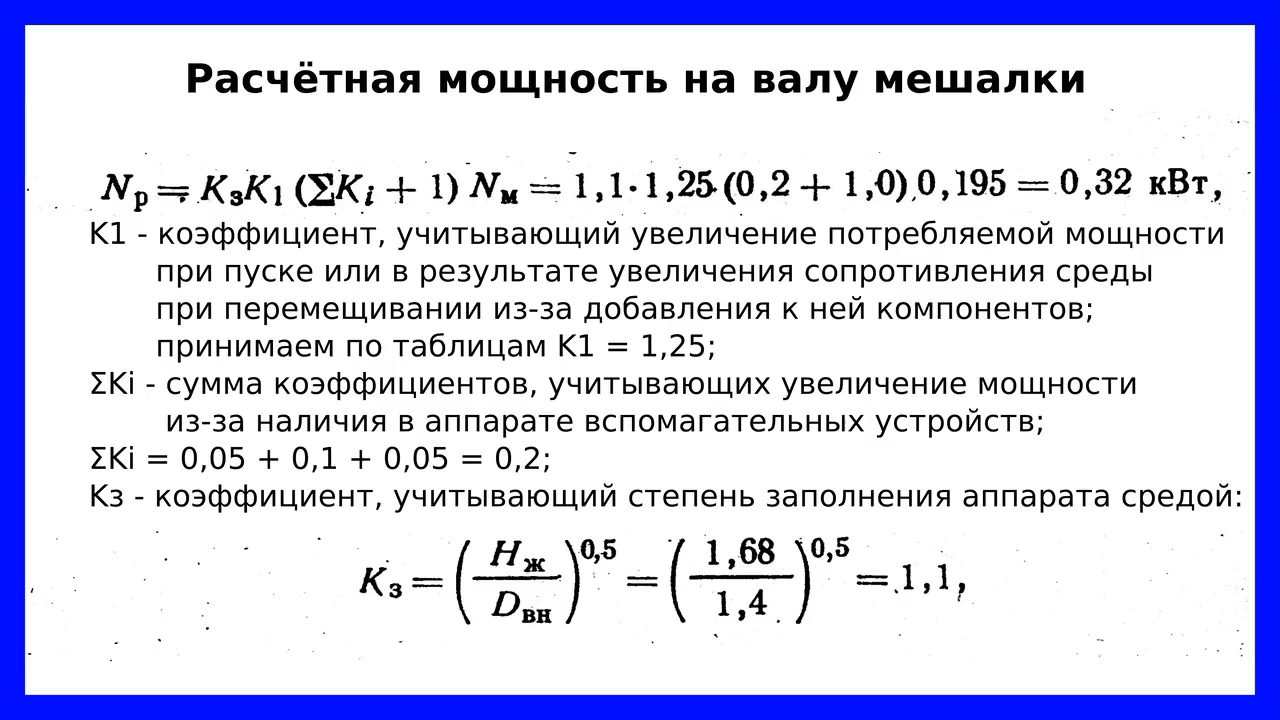 Расчётная мощность на валу мешалки
Nр = KзK1 (ΣKi + 1) Nм = 1,1·1,25 (0,2 + 1,0) 0,195 = 0,32 кВт,
K1 - коэффициент, учитывающий увеличение потребляемой мощности
при пуске или в результате увеличения сопротивления среды
при перемещивании из-за добавления к ней компонентов;
принимаем по таблицам K1 = 1,25;
ΣKi - сумма коэффициентов, учитывающих увеличение мощности
из-за наличия в аппарате вспомагательных устройств;
ΣKi = 0,05 + 0,1 + 0,05 = 0,2;
Kз - коэффициент, учитывающий степень заполнения аппарата средой:
Kз = (Hж / Dвн)^0,5 = (1,68 / 1,4)^0,5 = 1,1,